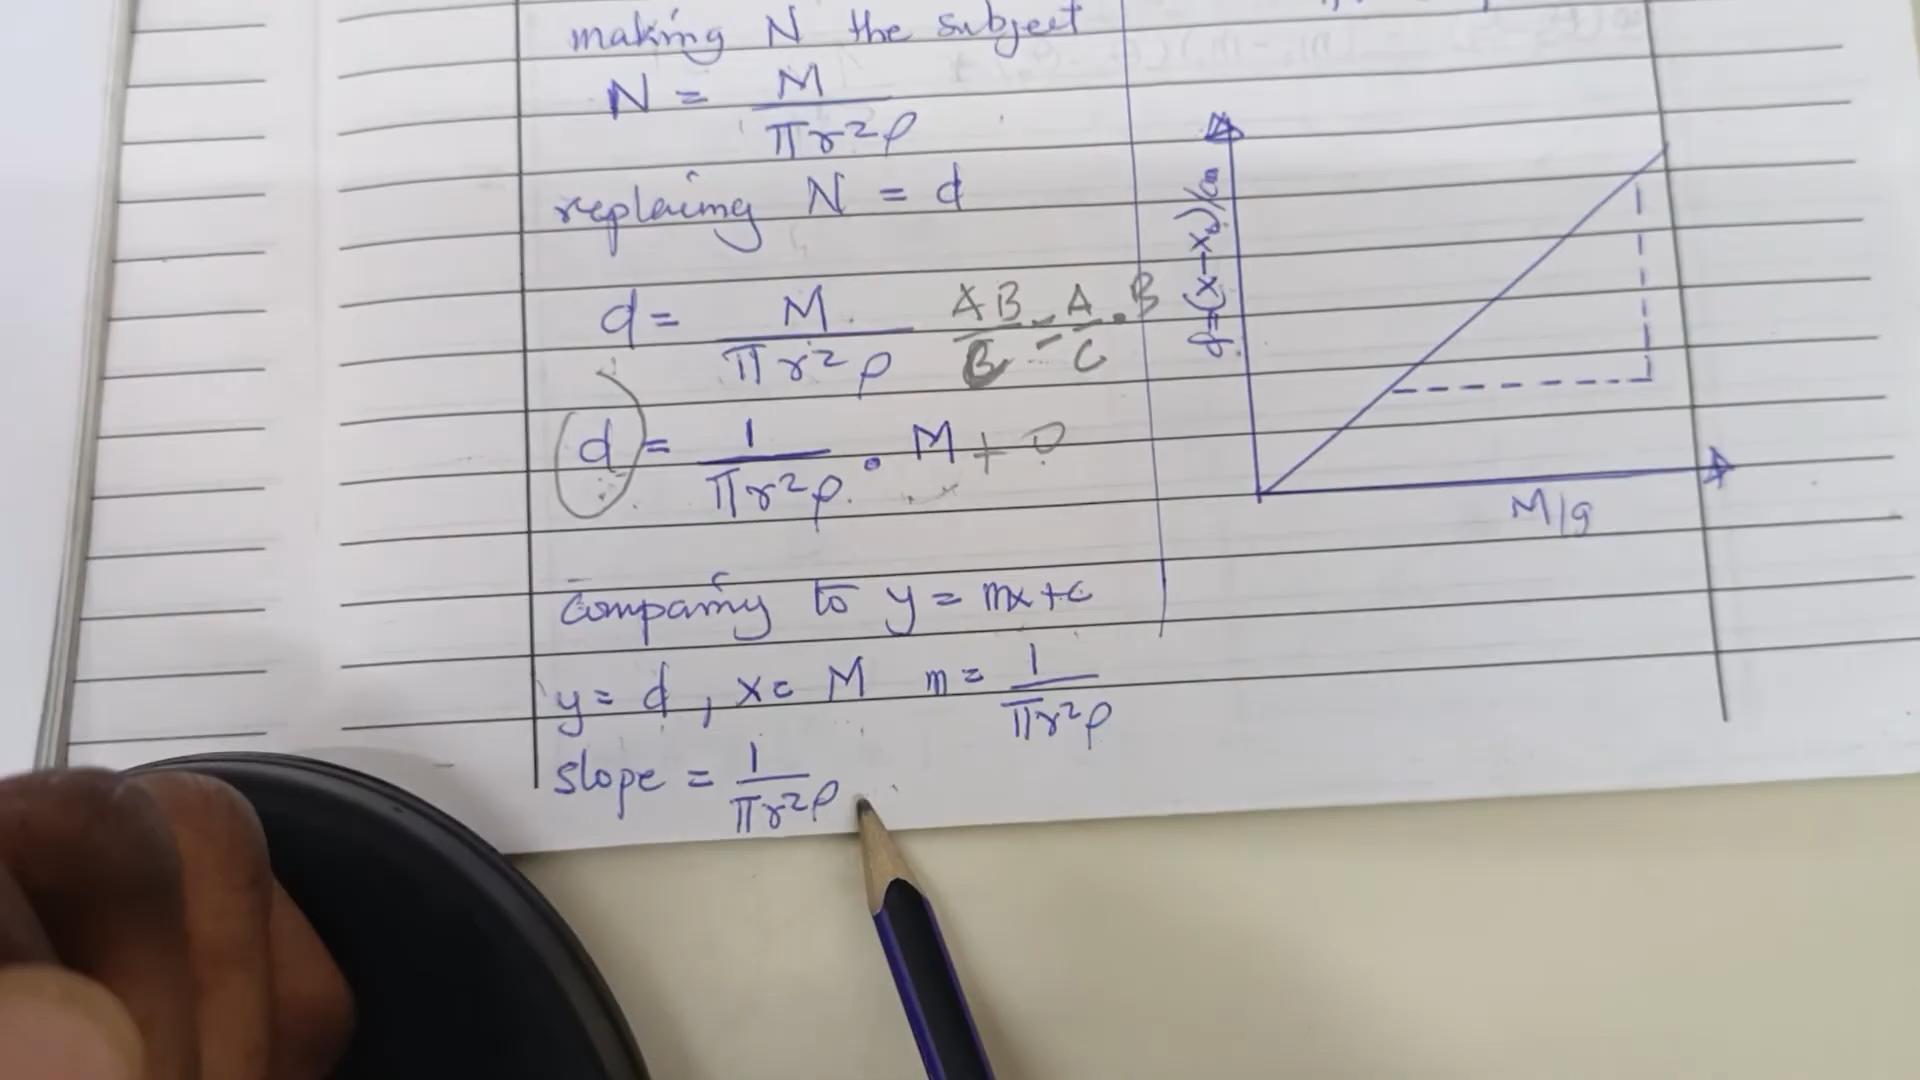 making N the subject
N = M / πr²ρ
replacing N = d
d = M / πr²ρ
AB / C = A / C · B
d = 1 / πr²ρ · M + 0
Comparing to y = mx + c
y = d, x = M m = 1 / πr²ρ
slope = 1 / πr²ρ
d=(x-x₀)/cm
M/g